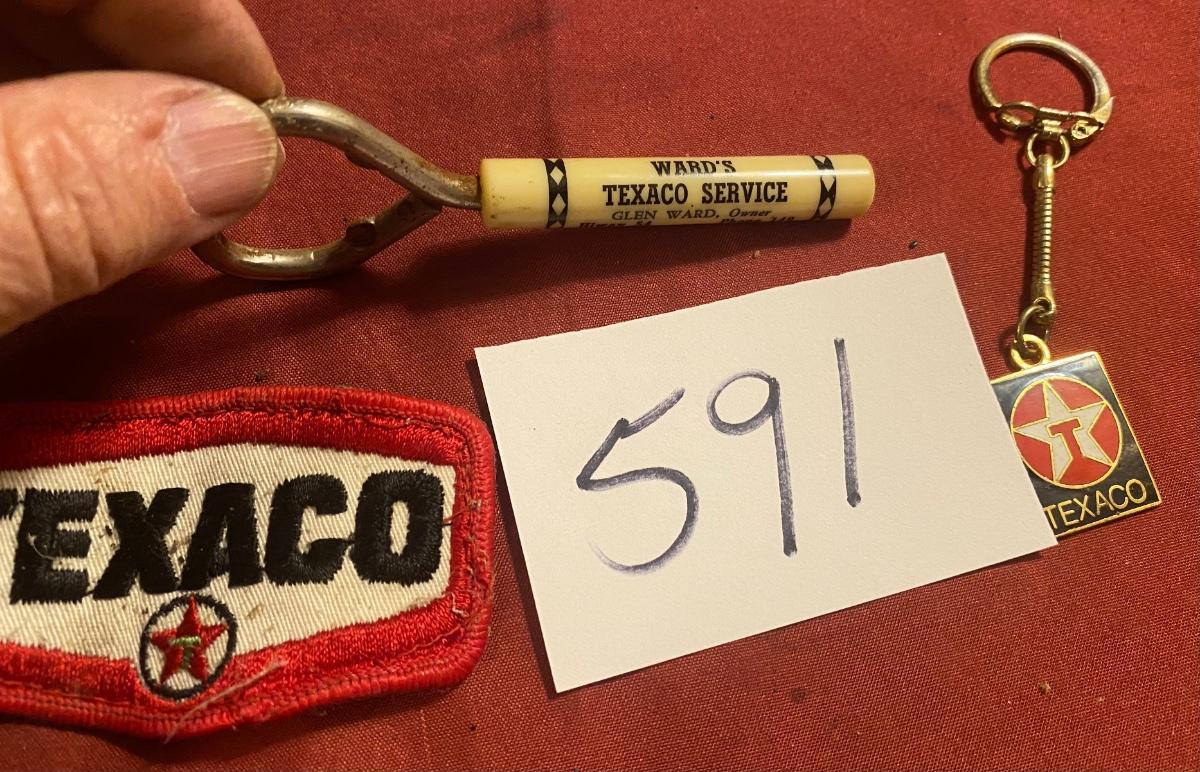 WARD'S
TEXACO SERVICE
GLEN WARD, Owner
TEXACO
T
591
T
TEXACO